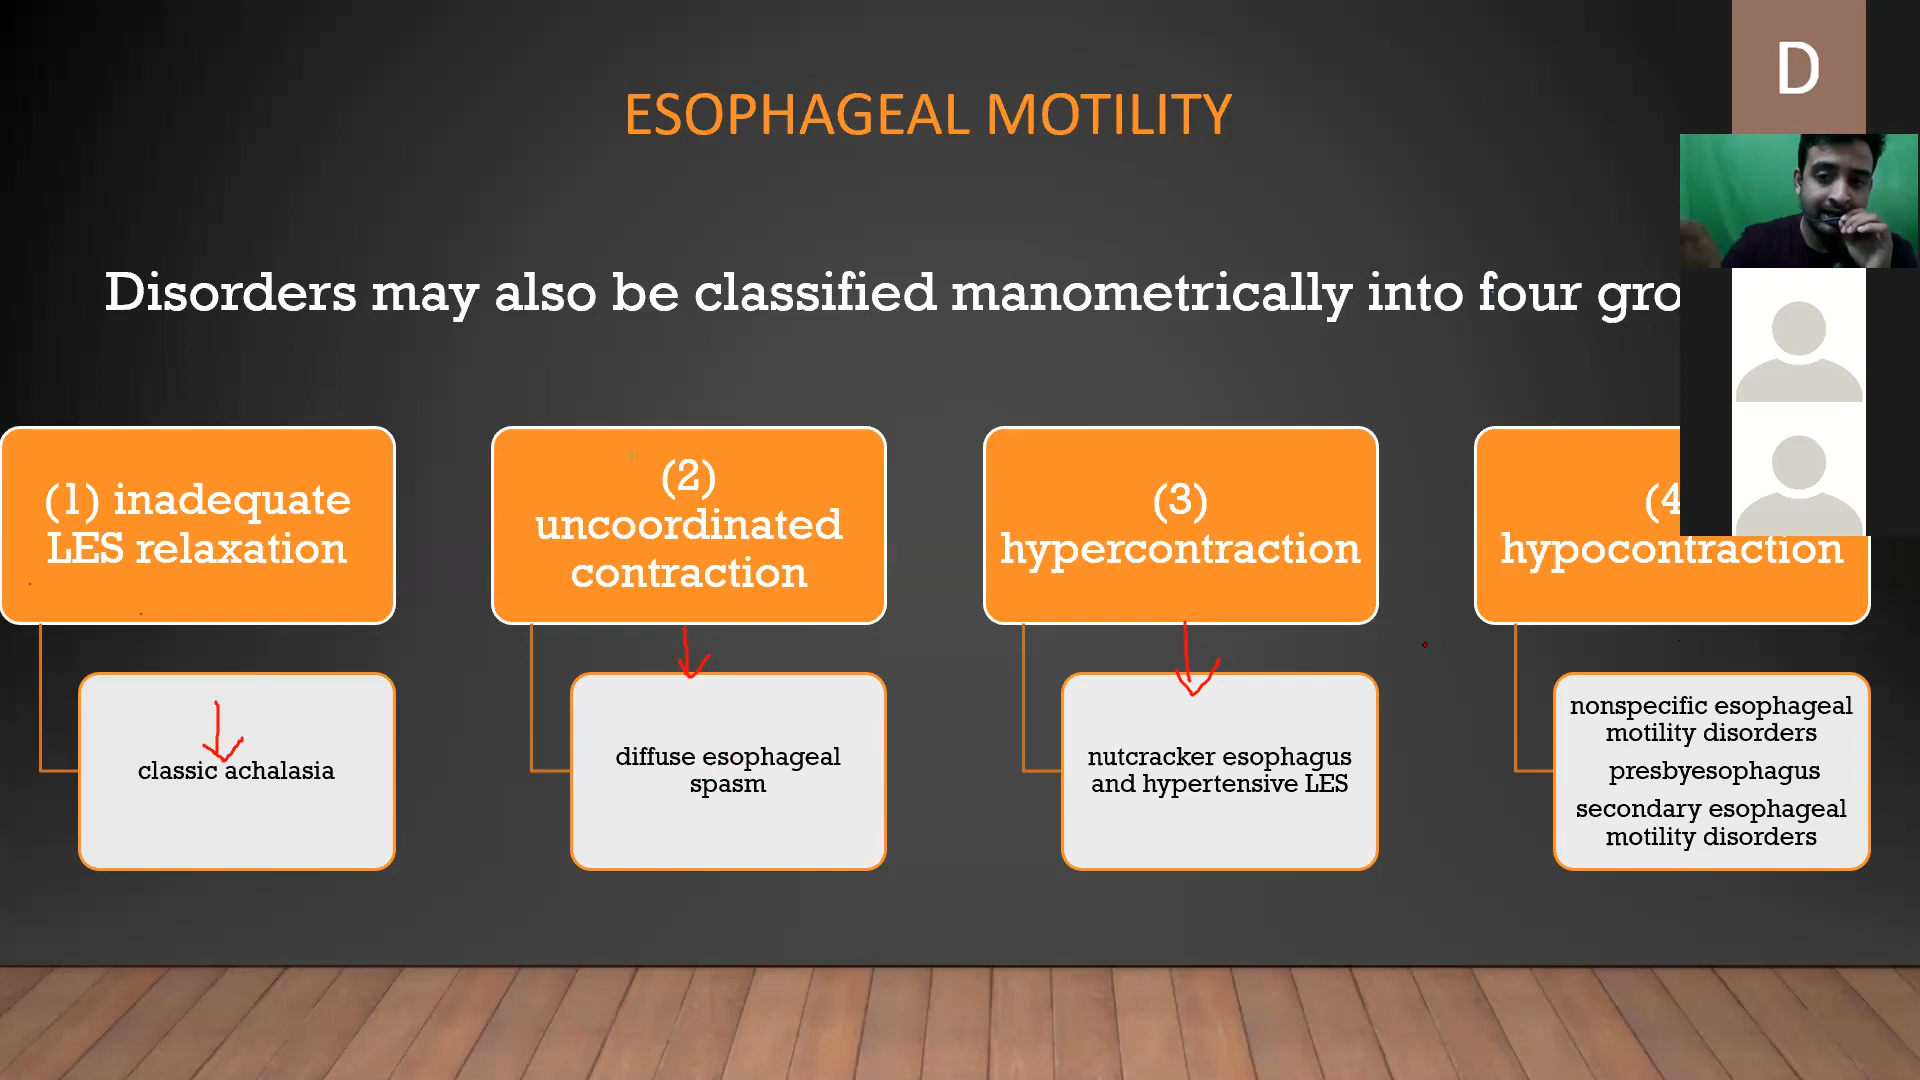 D
ESOPHAGEAL MOTILITY
Disorders may also be classified manometrically into four gro
(1) inadequate
LES relaxation
(2)
uncoordinated
contraction
(3)
hypercontraction
(4
hypocontraction
classic achalasia
diffuse esophageal
spasm
nutcracker esophagus
and hypertensive LES
nonspecific esophageal
motility disorders
presbyesophagus
secondary esophageal
motility disorders